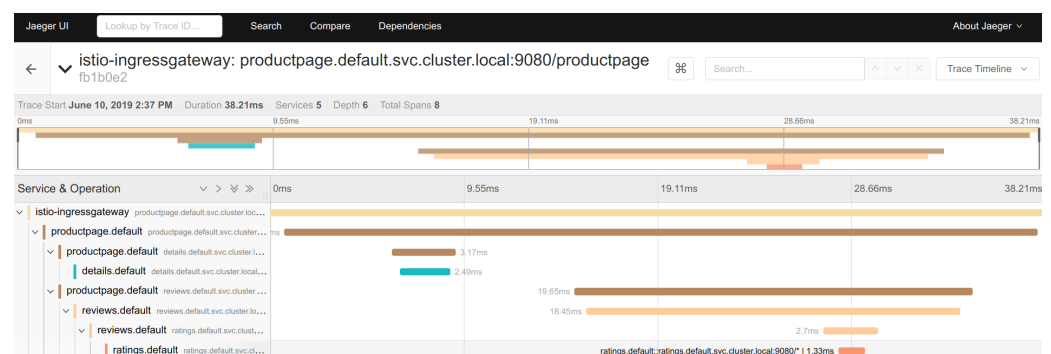 Jaeger UI Lookup by Trace ID... Search Compare Dependencies About Jaeger
istio-ingressgateway: productpage.default.svc.cluster.local:9080/productpage
fb1b0e2
⌘ Search... Trace Timeline
Trace Start June 10, 2019 2:37 PM Duration 38.21ms Services 5 Depth 6 Total Spans 8
0ms 9.55ms 19.11ms 28.66ms 38.21ms
Service & Operation 0ms 9.55ms 19.11ms 28.66ms 38.21ms
istio-ingressgateway productpage.default.svc.cluster.loc...
productpage.default productpage.default.svc.cluster... ms
productpage.default details.default.svc.cluster.l... 3.17ms
details.default details.default.svc.cluster.local... 2.49ms
productpage.default reviews.default.svc.cluster.... 19.65ms
reviews.default reviews.default.svc.cluster.lo... 18.45ms
reviews.default ratings.default.svc.clust... 2.7ms
ratings.default ratings.default.svc.cl... ratings.default::ratings.default.svc.cluster.local:9080/* | 1.33ms